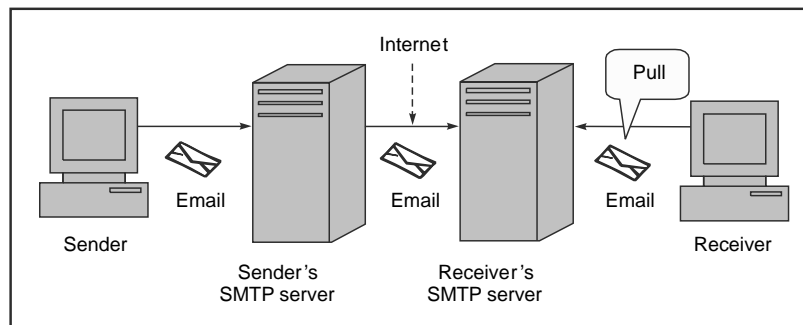 Internet
Pull
Email
Email
Email
Sender
Receiver
Sender's
SMTP server
Receiver's
SMTP server